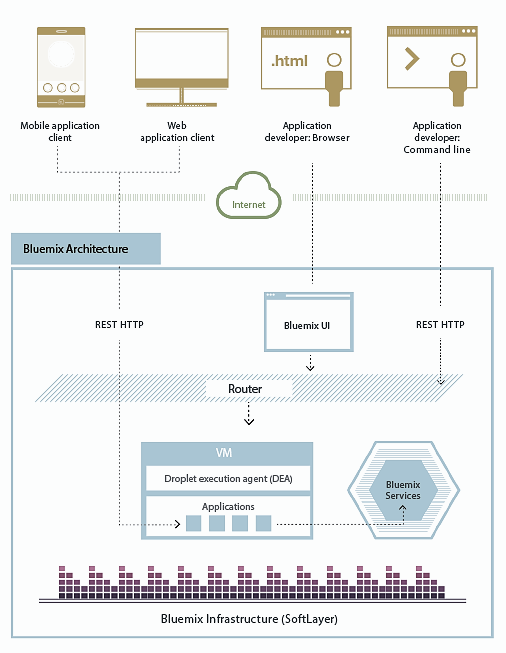 .html
Mobile application
client
Web
application client
Application
developer: Browser
Application
developer:
Command line
Internet
Bluemix Architecture
REST HTTP
Bluemix UI
REST HTTP
Router
VM
Droplet execution agent (DEA)
Applications
Bluemix
Services
Bluemix Infrastructure (SoftLayer)